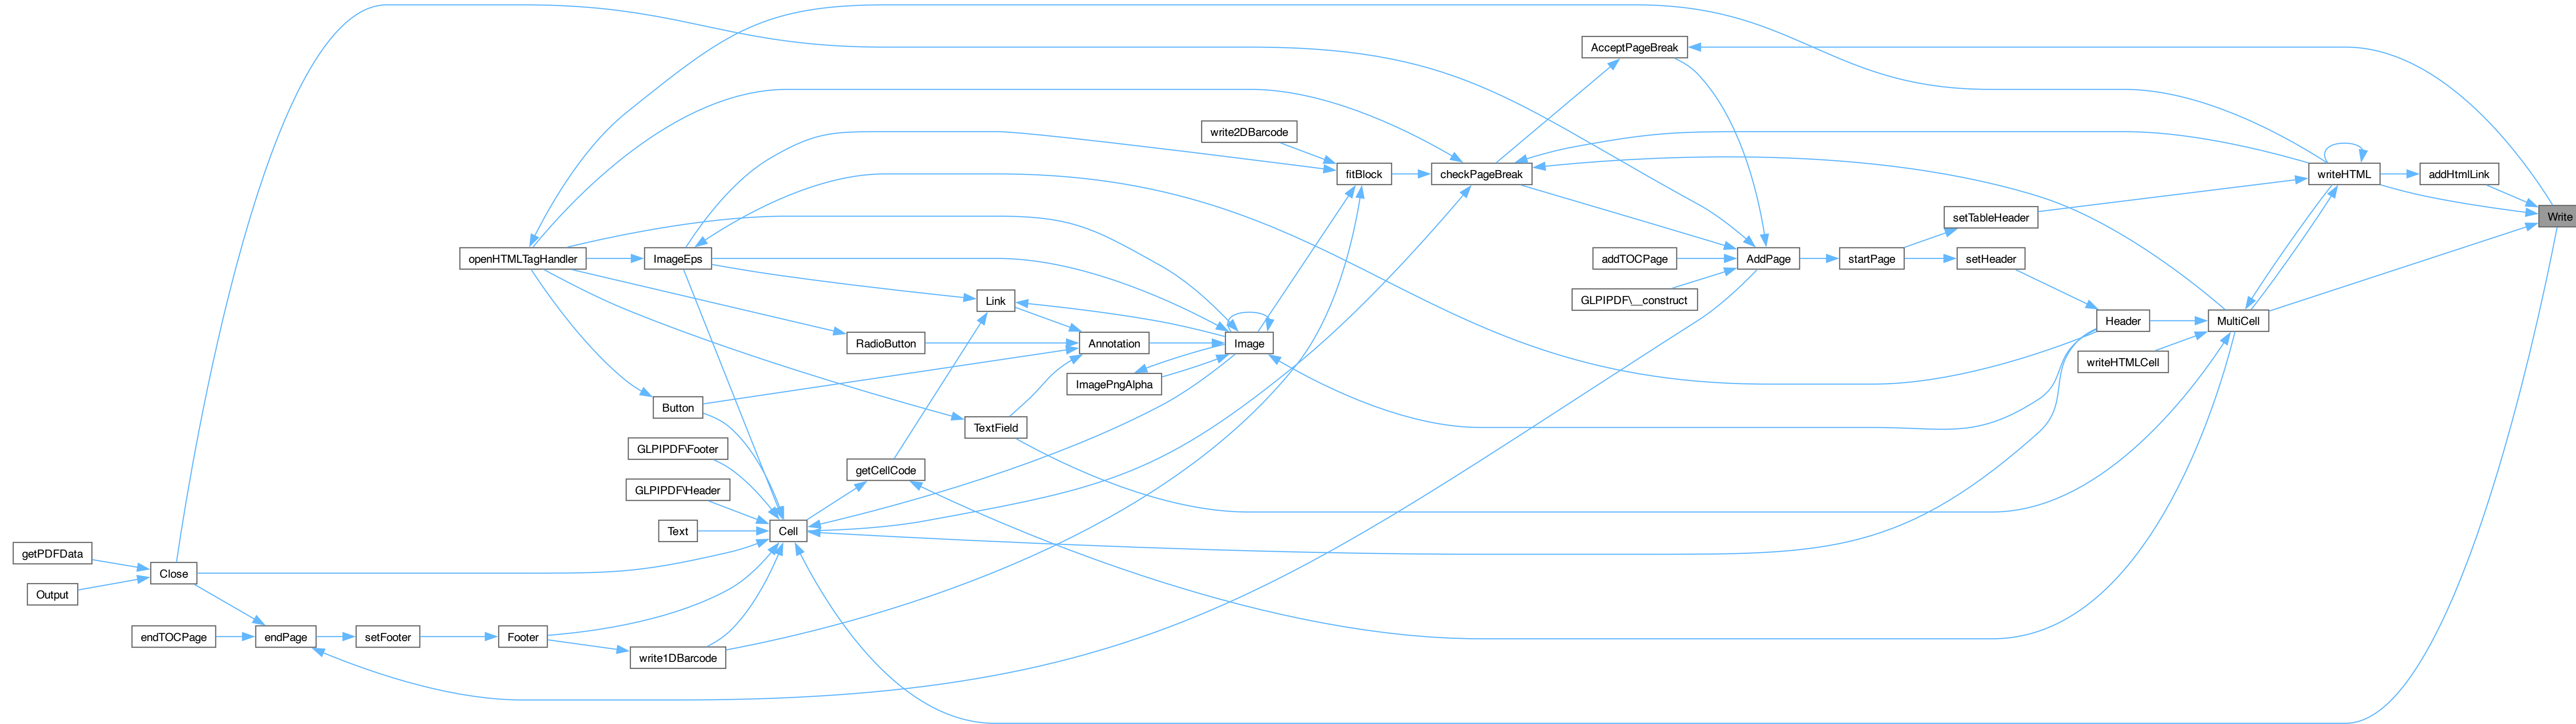 AcceptPageBreak
write2DBarcode
fitBlock
checkPageBreak
writeHTML
addHtmlLink
Write
setTableHeader
openHTMLTagHandler
ImageEps
addTOCPage
AddPage
startPage
setHeader
Link
GLPIPDF\__construct
Header
MultiCell
RadioButton
Annotation
Image
writeHTMLCell
ImagePngAlpha
Button
TextField
GLPIPDF\Footer
getCellCode
GLPIPDF\Header
Text
Cell
getPDFData
Close
Output
endTOCPage
endPage
setFooter
Footer
write1DBarcode